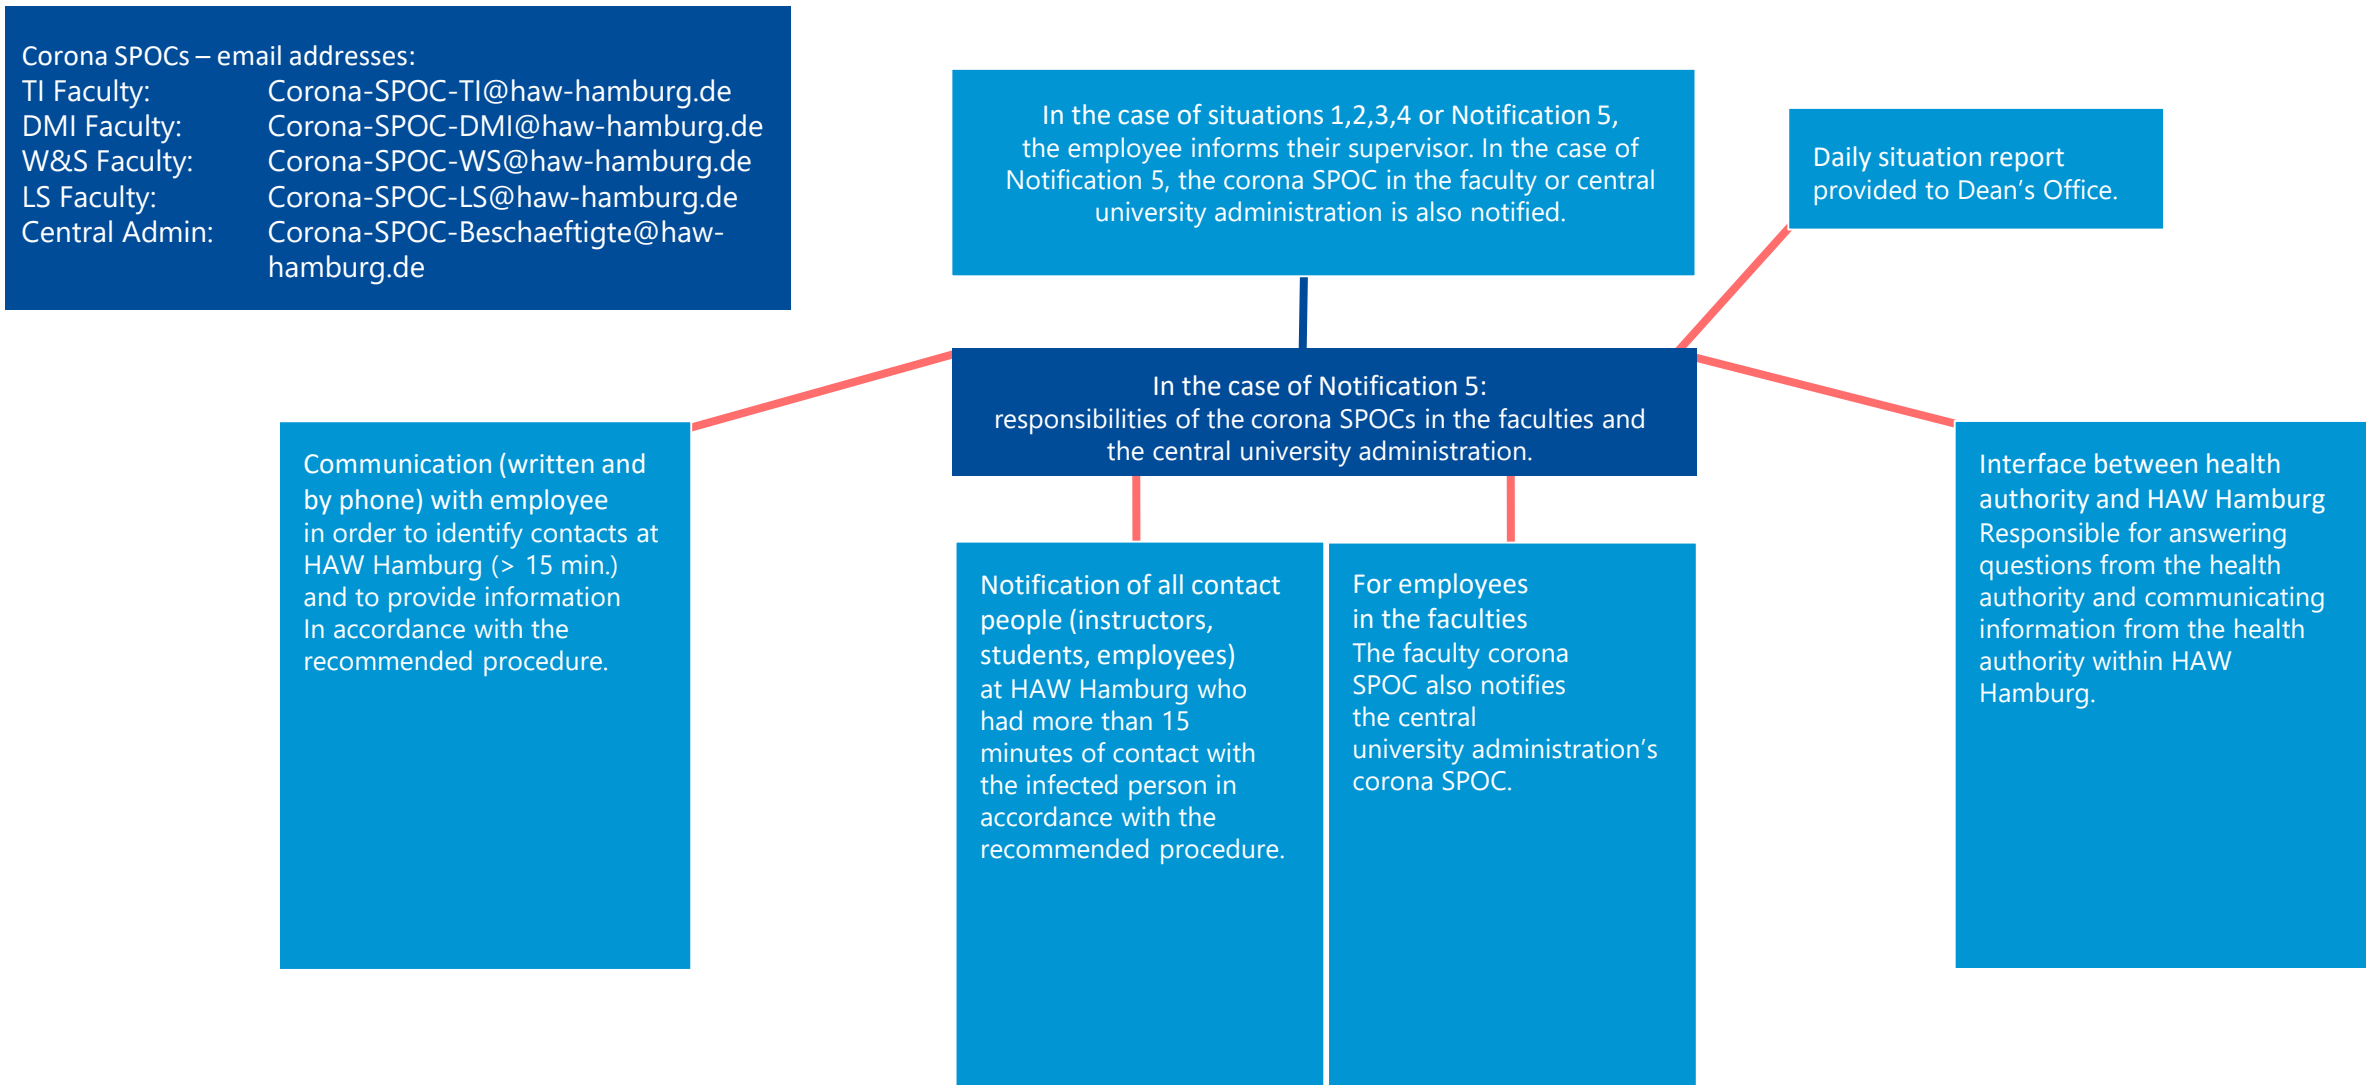 Corona SPOCs – email addresses:
TI Faculty: Corona-SPOC-TI@haw-hamburg.de
DMI Faculty: Corona-SPOC-DMI@haw-hamburg.de
W&S Faculty: Corona-SPOC-WS@haw-hamburg.de
LS Faculty: Corona-SPOC-LS@haw-hamburg.de
Central Admin: Corona-SPOC-Beschaeftigte@haw-
hamburg.de
In the case of situations 1,2,3,4 or Notification 5,
the employee informs their supervisor. In the case of
Notification 5, the corona SPOC in the faculty or central
university administration is also notified.
Daily situation report
provided to Dean’s Office.
In the case of Notification 5:
responsibilities of the corona SPOCs in the faculties and
the central university administration.
Communication (written and
by phone) with employee
in order to identify contacts at
HAW Hamburg (> 15 min.)
and to provide information
In accordance with the
recommended procedure.
Notification of all contact
people (instructors,
students, employees)
at HAW Hamburg who
had more than 15
minutes of contact with
the infected person in
accordance with the
recommended procedure.
For employees
in the faculties
The faculty corona
SPOC also notifies
the central
university administration’s
corona SPOC.
Interface between health
authority and HAW Hamburg
Responsible for answering
questions from the health
authority and communicating
information from the health
authority within HAW
Hamburg.